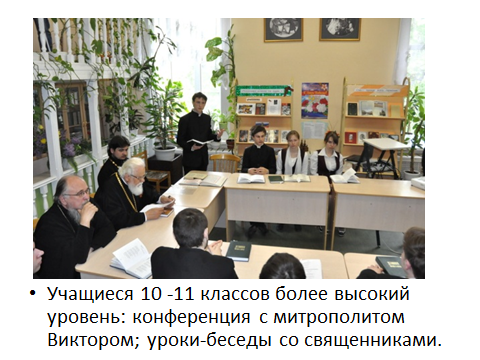 • Учащиеся 10 -11 классов более высокий
уровень: конференция с митрополитом
Виктором; уроки-беседы со священниками.